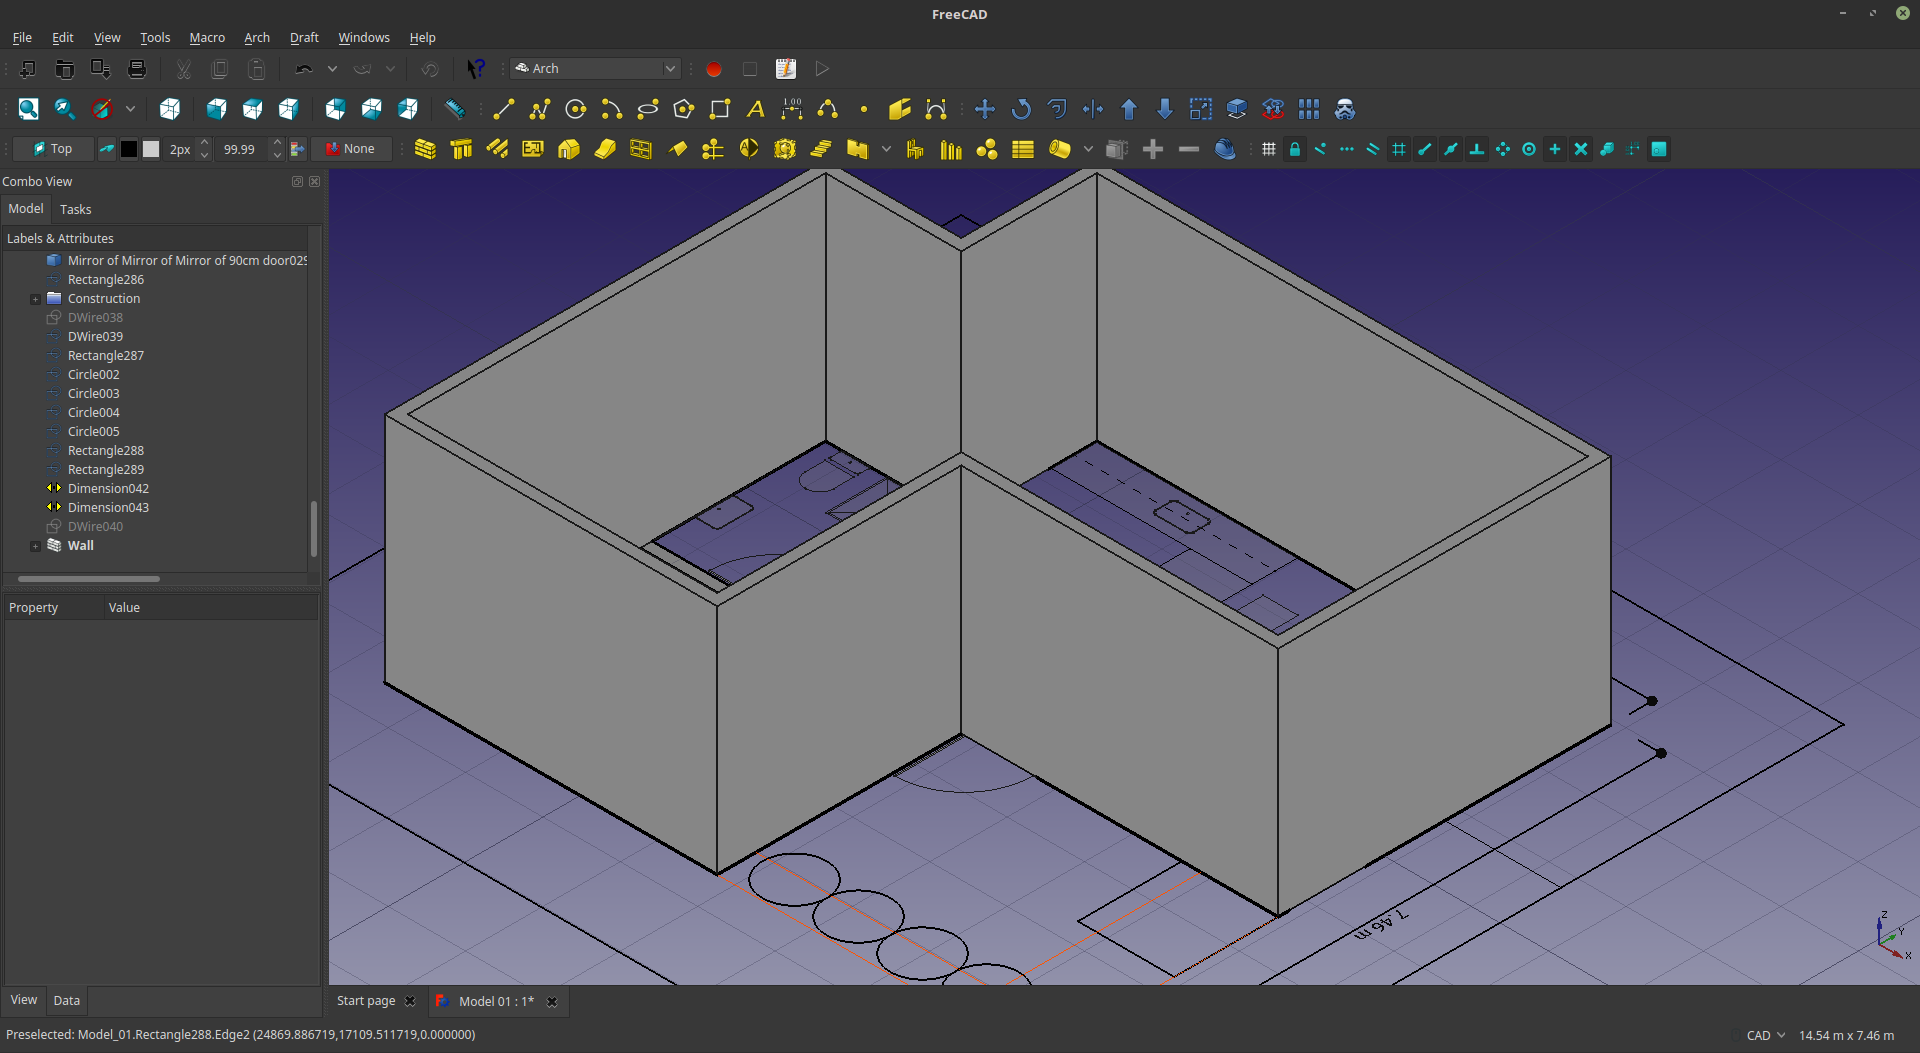 FreeCAD
File Edit View Tools Macro Arch Draft Windows Help
Arch
A 1.00
Top 2px 99.99 None
Combo View
Model Tasks
Labels & Attributes
Mirror of Mirror of Mirror of 90cm door029
Rectangle286
Construction
DWire038
DWire039
Rectangle287
Circle002
Circle003
Circle004
Circle005
Rectangle288
Rectangle289
Dimension042
Dimension043
DWire040
Wall
Property Value
7.46 m
Z
Y
X
View Data
Start page Model 01 : 1*
Preselected: Model_01.Rectangle288.Edge2 (24869.886719,17109.511719,0.000000)
CAD 14.54 m x 7.46 m